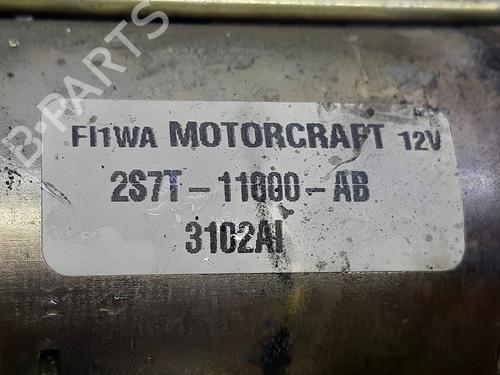 B-PARTS
FI1WA MOTORCRAFT 12V
2S7T-11000-AB
3102AI